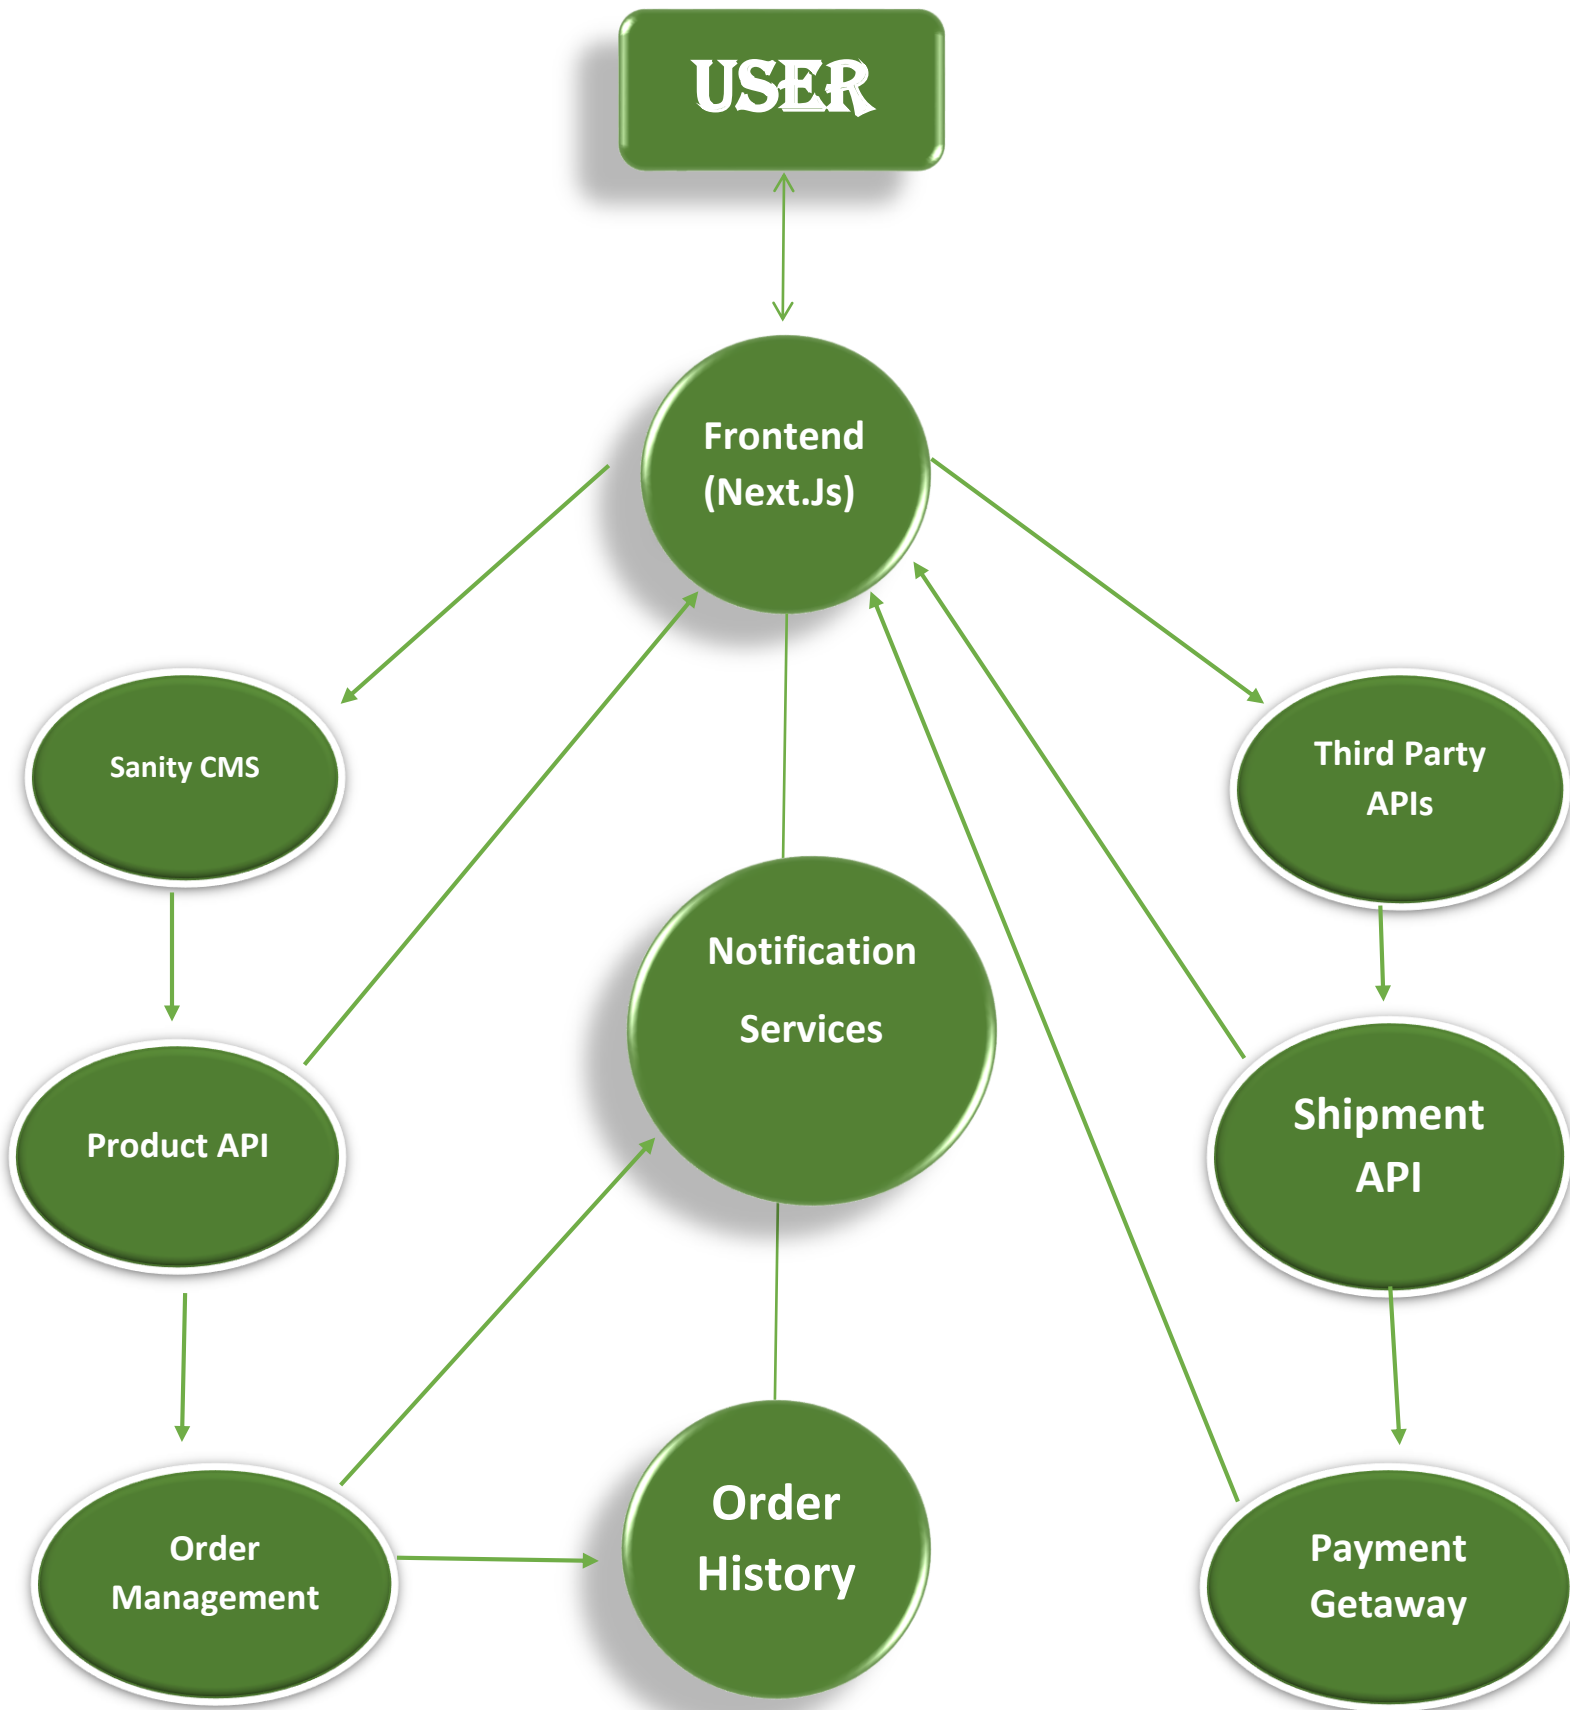 USER
Frontend
(Next.Js)
Sanity CMS
Third Party
APIs
Notification
Services
Product API
Shipment
API
Order
Management
Order
History
Payment
Getaway